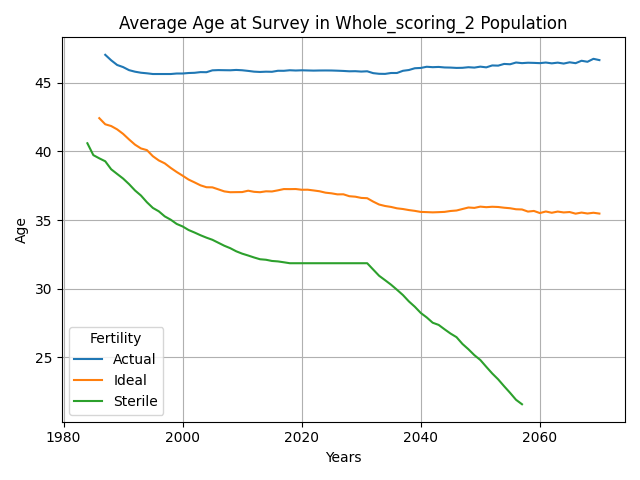 Average Age at Survey in Whole_scoring_2 Population
Age
45
40
35
30
25
Fertility
Actual
Ideal
Sterile
1980
2000
2020
2040
2060
Years